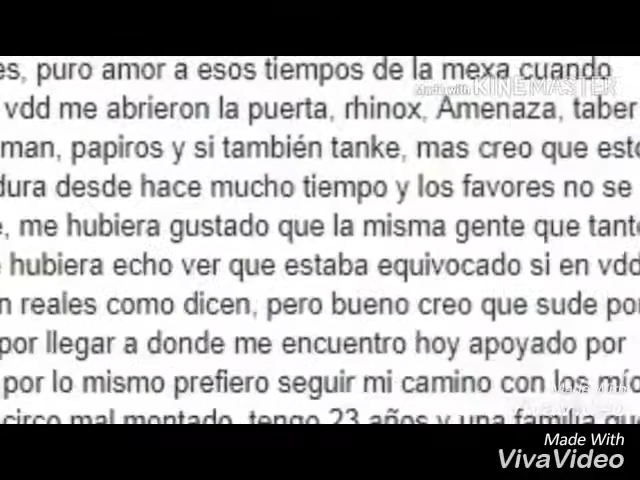 es, puro amor a esos tiempos de la mexa cuando
Made with KINEMASTER
vdd me abrieron la puerta, rhinox, Amenaza, taber
man, papiros y si también tanke, mas creo que esto
dura desde hace mucho tiempo y los favores no se
e, me hubiera gustado que la misma gente que tanto
hubiera echo ver que estaba equivocado si en vdd
n reales como dicen, pero bueno creo que sude por
por llegar a donde me encuentro hoy apoyado por
por lo mismo prefiero seguir mi camino con los míos
circo mal montado, tengo 23 años y una familia que
Made With
VivaVideo